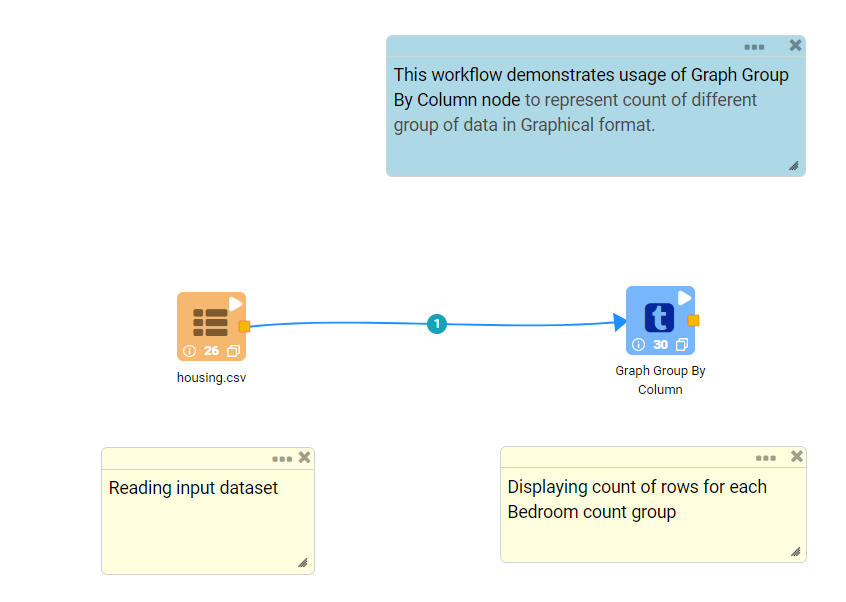 This workflow demonstrates usage of Graph Group
By Column node to represent count of different
group of data in Graphical format.
1
26
housing.csv
t
30
Graph Group By
Column
Reading input dataset
Displaying count of rows for each
Bedroom count group